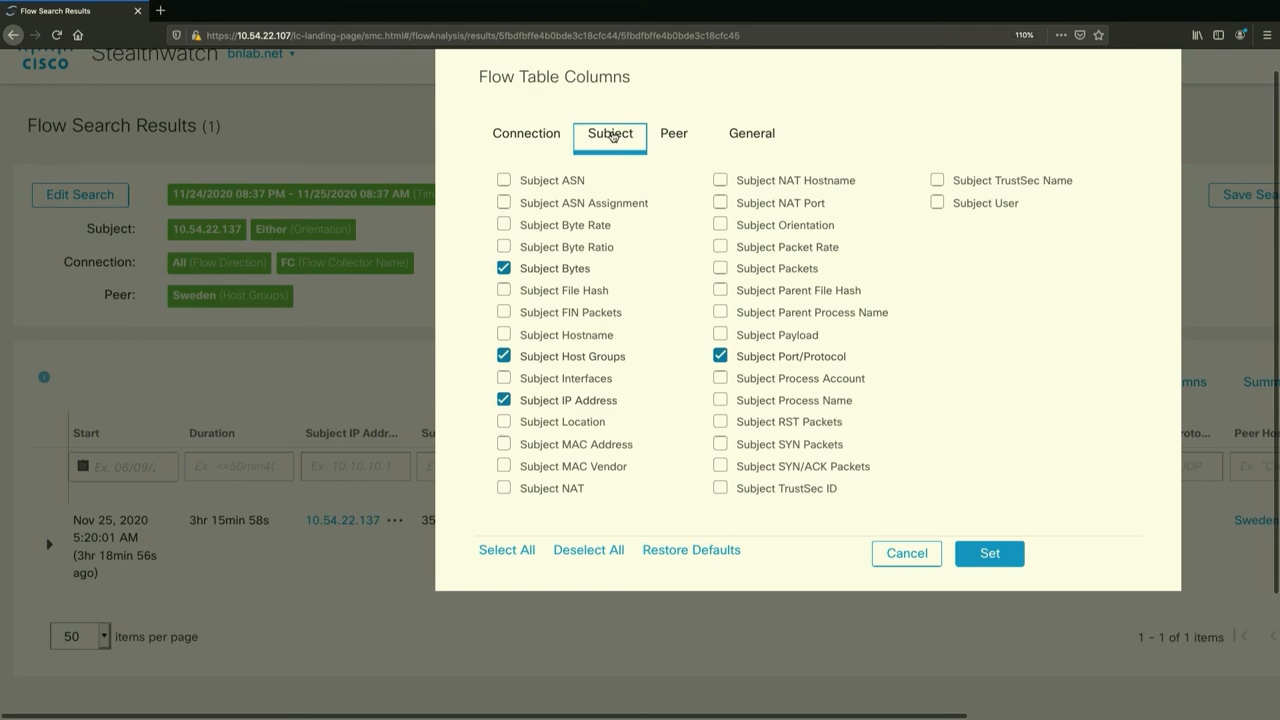 Flow Search Results
https://10.54.22.107/lc-landing-page/smc.html#/flowAnalysis/results/5fbdfbffe4b0bde3c18cfc44/5fbdfbffe4b0bde3c18cfc45
110%
CISCO
Stealthwatch
bnlab.net
Flow Search Results (1)
Edit Search
11/24/2020 08:37 PM - 11/25/2020 08:37 AM (Tim
Save Sea
Subject:
10.54.22.137
Either (Orientation)
Connection:
All (Flow Direction)
FC (Flow Collector Name)
Peer:
Sweden (Host Groups)
Flow Table Columns
Connection
Subject
Peer
General
Subject ASN
Subject ASN Assignment
Subject Byte Rate
Subject Byte Ratio
Subject Bytes
Subject File Hash
Subject FIN Packets
Subject Hostname
Subject Host Groups
Subject Interfaces
Subject IP Address
Subject Location
Subject MAC Address
Subject MAC Vendor
Subject NAT
Subject NAT Hostname
Subject NAT Port
Subject Orientation
Subject Packet Rate
Subject Packets
Subject Parent File Hash
Subject Parent Process Name
Subject Payload
Subject Port/Protocol
Subject Process Account
Subject Process Name
Subject RST Packets
Subject SYN Packets
Subject SYN/ACK Packets
Subject TrustSec ID
Subject TrustSec Name
Subject User
Select All
Deselect All
Restore Defaults
Cancel
Set
mns
Summ
Start
Duration
Subject IP Addr...
Su
oto...
Peer Ho
Ex. 06/09/
Ex. <=50min40
Ex. 10.10.10.1
E
DP
Ex. "C
Nov 25, 2020
5:20:01 AM
(3hr 18min 56s
ago)
3hr 15min 58s
10.54.22.137
35
Sweden
50
items per page
1 - 1 of 1 items